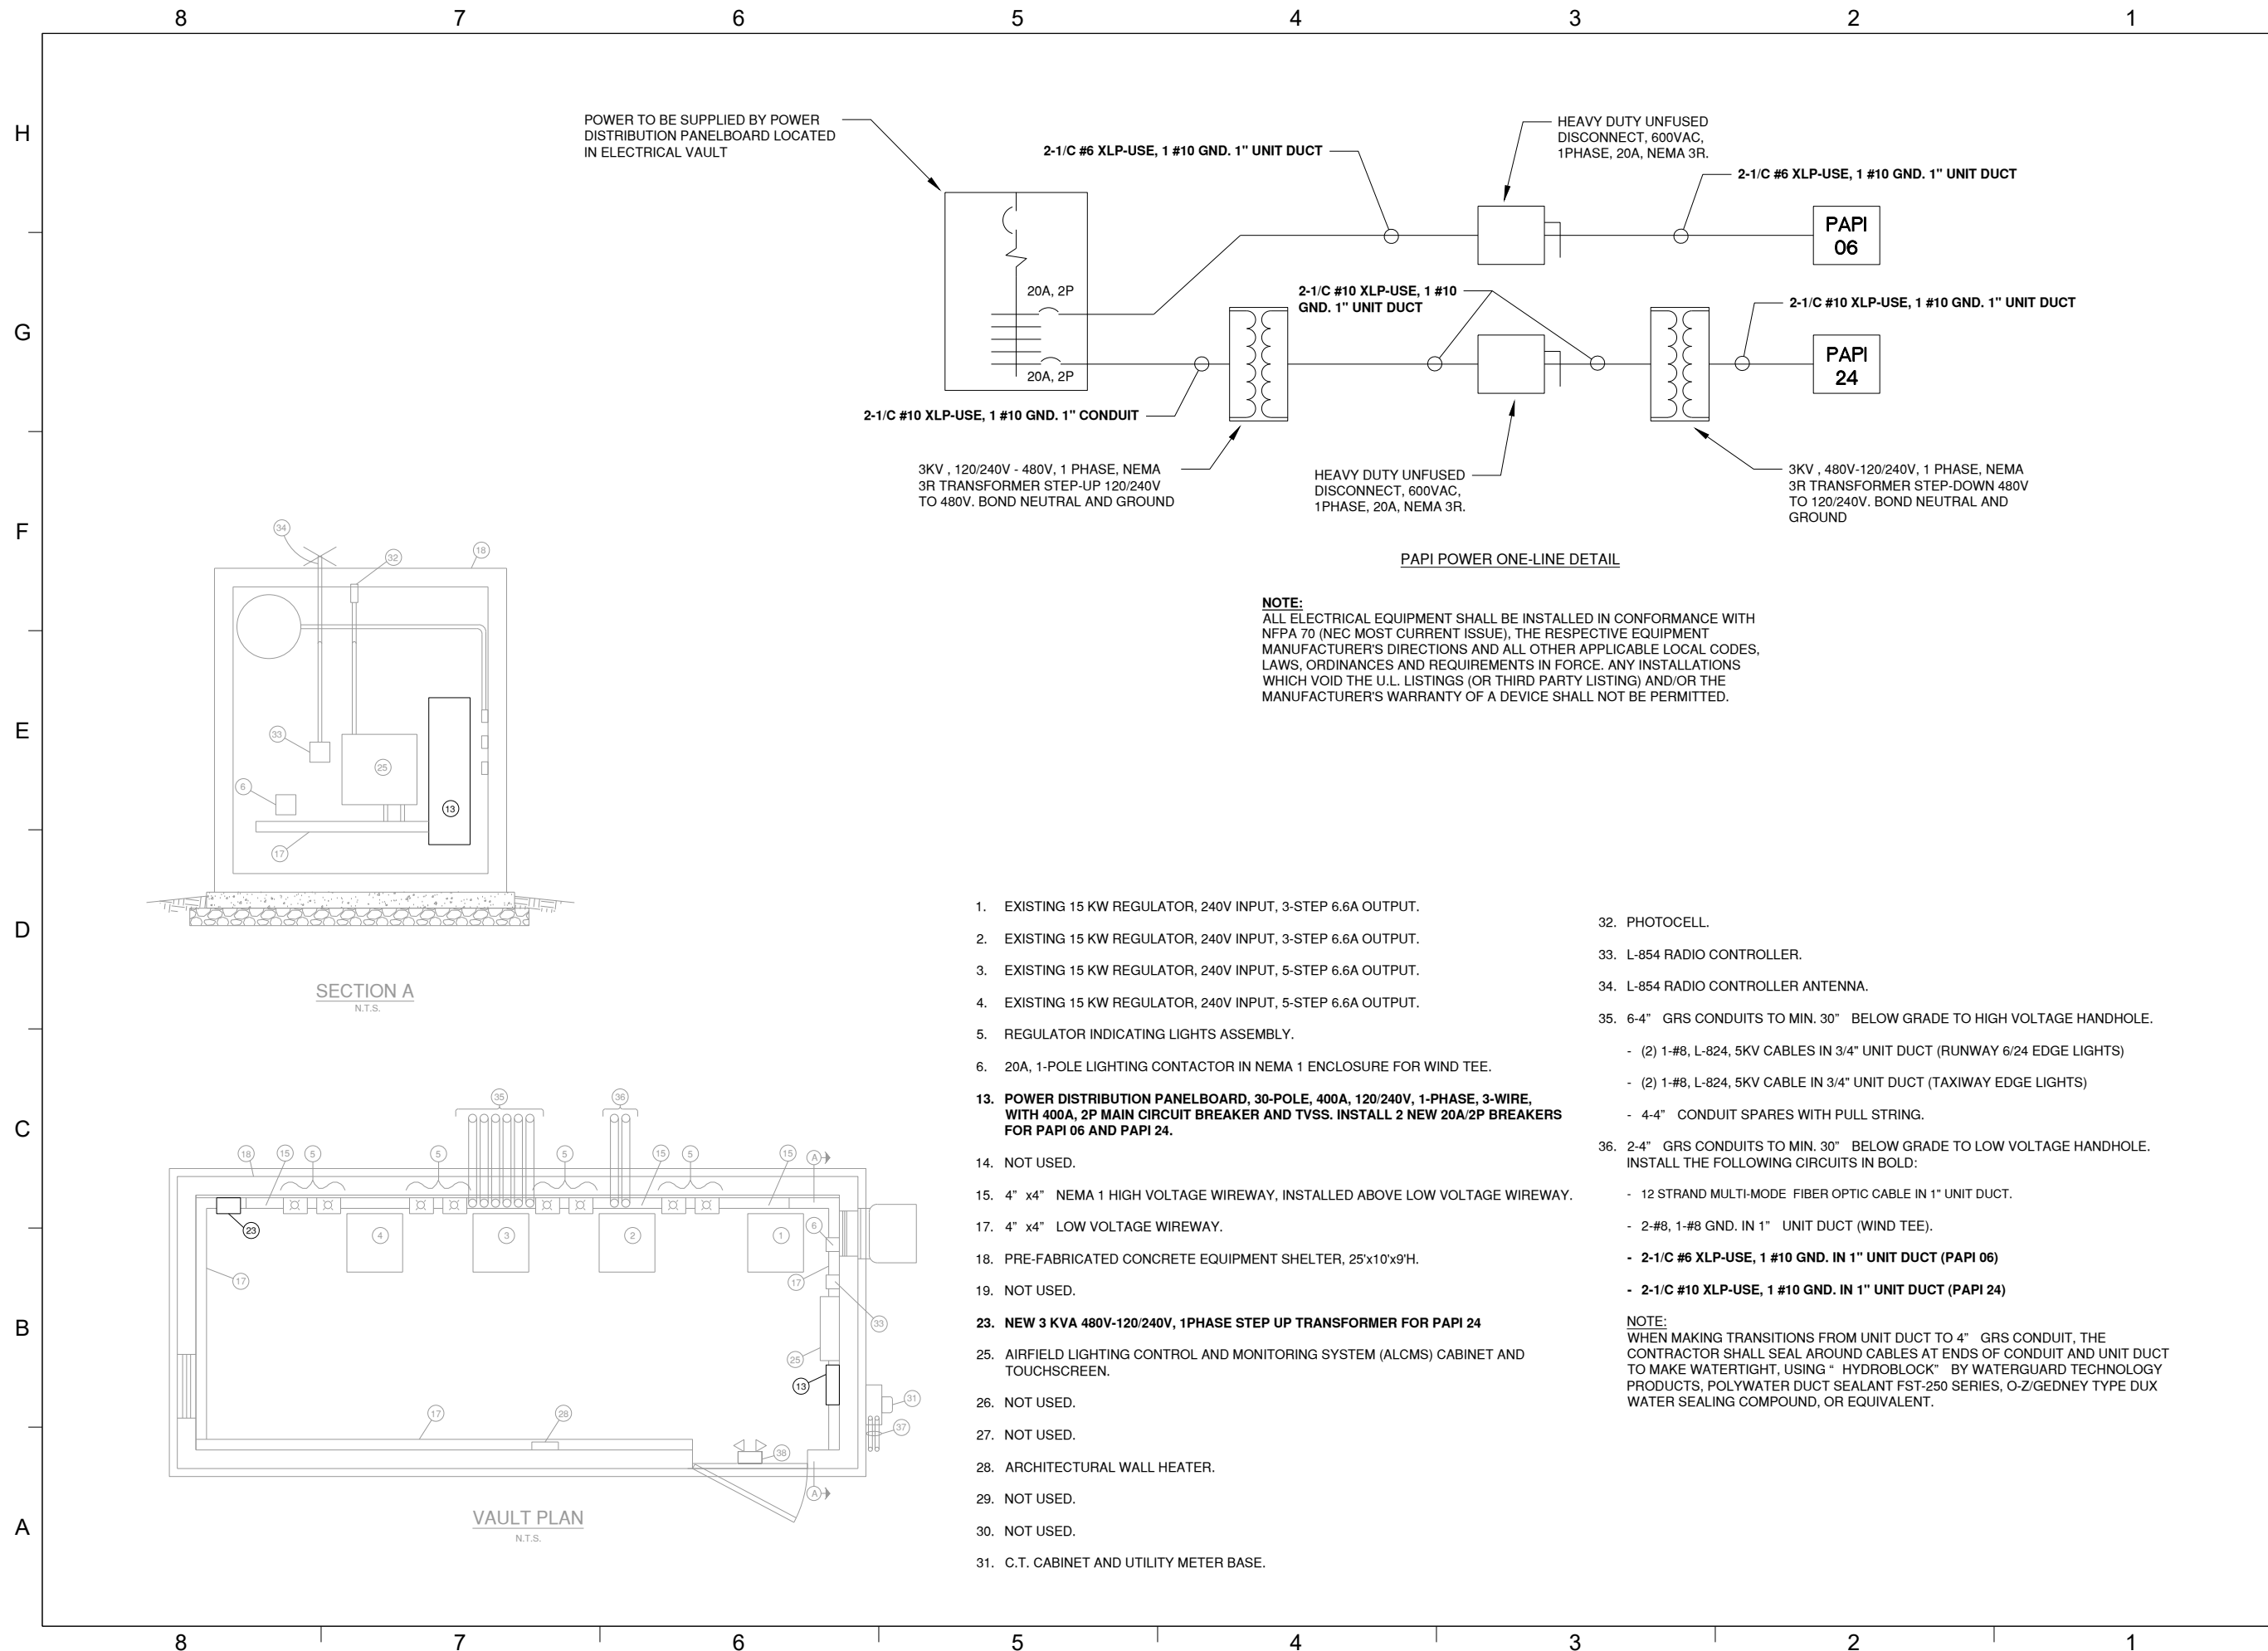 8 7 6 5 4 3 2 1
H
G
F
E
D
C
B
A
POWER TO BE SUPPLIED BY POWER
DISTRIBUTION PANELBOARD LOCATED
IN ELECTRICAL VAULT
2-1/C #6 XLP-USE, 1 #10 GND. 1" UNIT DUCT
HEAVY DUTY UNFUSED
DISCONNECT, 600VAC,
1PHASE, 20A, NEMA 3R.
2-1/C #6 XLP-USE, 1 #10 GND. 1" UNIT DUCT
PAPI
06
20A, 2P
2-1/C #10 XLP-USE, 1 #10
GND. 1" UNIT DUCT
2-1/C #10 XLP-USE, 1 #10 GND. 1" UNIT DUCT
PAPI
24
20A, 2P
2-1/C #10 XLP-USE, 1 #10 GND. 1" CONDUIT
3KV , 120/240V - 480V, 1 PHASE, NEMA
3R TRANSFORMER STEP-UP 120/240V
TO 480V. BOND NEUTRAL AND GROUND
HEAVY DUTY UNFUSED
DISCONNECT, 600VAC,
1PHASE, 20A, NEMA 3R.
3KV , 480V-120/240V, 1 PHASE, NEMA
3R TRANSFORMER STEP-DOWN 480V
TO 120/240V. BOND NEUTRAL AND
GROUND
PAPI POWER ONE-LINE DETAIL
NOTE:
ALL ELECTRICAL EQUIPMENT SHALL BE INSTALLED IN CONFORMANCE WITH
NFPA 70 (NEC MOST CURRENT ISSUE), THE RESPECTIVE EQUIPMENT
MANUFACTURER'S DIRECTIONS AND ALL OTHER APPLICABLE LOCAL CODES,
LAWS, ORDINANCES AND REQUIREMENTS IN FORCE. ANY INSTALLATIONS
WHICH VOID THE U.L. LISTINGS (OR THIRD PARTY LISTING) AND/OR THE
MANUFACTURER'S WARRANTY OF A DEVICE SHALL NOT BE PERMITTED.
34
32
18
33
25
6
13
17
SECTION A
N.T.S.
35
36
18
15
5
5
5
15
5
15
A
23
4
3
2
1
6
17
17
33
25
13
31
17
28
38
37
A
VAULT PLAN
N.T.S.
1. EXISTING 15 KW REGULATOR, 240V INPUT, 3-STEP 6.6A OUTPUT.
2. EXISTING 15 KW REGULATOR, 240V INPUT, 3-STEP 6.6A OUTPUT.
3. EXISTING 15 KW REGULATOR, 240V INPUT, 5-STEP 6.6A OUTPUT.
4. EXISTING 15 KW REGULATOR, 240V INPUT, 5-STEP 6.6A OUTPUT.
5. REGULATOR INDICATING LIGHTS ASSEMBLY.
6. 20A, 1-POLE LIGHTING CONTACTOR IN NEMA 1 ENCLOSURE FOR WIND TEE.
13. POWER DISTRIBUTION PANELBOARD, 30-POLE, 400A, 120/240V, 1-PHASE, 3-WIRE,
WITH 400A, 2P MAIN CIRCUIT BREAKER AND TVSS. INSTALL 2 NEW 20A/2P BREAKERS
FOR PAPI 06 AND PAPI 24.
14. NOT USED.
15. 4" x4" NEMA 1 HIGH VOLTAGE WIREWAY, INSTALLED ABOVE LOW VOLTAGE WIREWAY.
17. 4" x4" LOW VOLTAGE WIREWAY.
18. PRE-FABRICATED CONCRETE EQUIPMENT SHELTER, 25'x10'x9'H.
19. NOT USED.
23. NEW 3 KVA 480V-120/240V, 1PHASE STEP UP TRANSFORMER FOR PAPI 24
25. AIRFIELD LIGHTING CONTROL AND MONITORING SYSTEM (ALCMS) CABINET AND
TOUCHSCREEN.
26. NOT USED.
27. NOT USED.
28. ARCHITECTURAL WALL HEATER.
29. NOT USED.
30. NOT USED.
31. C.T. CABINET AND UTILITY METER BASE.
32. PHOTOCELL.
33. L-854 RADIO CONTROLLER.
34. L-854 RADIO CONTROLLER ANTENNA.
35. 6-4" GRS CONDUITS TO MIN. 30" BELOW GRADE TO HIGH VOLTAGE HANDHOLE.
- (2) 1-#8, L-824, 5KV CABLES IN 3/4" UNIT DUCT (RUNWAY 6/24 EDGE LIGHTS)
- (2) 1-#8, L-824, 5KV CABLE IN 3/4" UNIT DUCT (TAXIWAY EDGE LIGHTS)
- 4-4" CONDUIT SPARES WITH PULL STRING.
36. 2-4" GRS CONDUITS TO MIN. 30" BELOW GRADE TO LOW VOLTAGE HANDHOLE.
INSTALL THE FOLLOWING CIRCUITS IN BOLD:
- 12 STRAND MULTI-MODE FIBER OPTIC CABLE IN 1" UNIT DUCT.
- 2-#8, 1-#8 GND. IN 1" UNIT DUCT (WIND TEE).
- 2-1/C #6 XLP-USE, 1 #10 GND. IN 1" UNIT DUCT (PAPI 06)
- 2-1/C #10 XLP-USE, 1 #10 GND. IN 1" UNIT DUCT (PAPI 24)
NOTE:
WHEN MAKING TRANSITIONS FROM UNIT DUCT TO 4" GRS CONDUIT, THE
CONTRACTOR SHALL SEAL AROUND CABLES AT ENDS OF CONDUIT AND UNIT DUCT
TO MAKE WATERTIGHT, USING " HYDROBLOCK" BY WATERGUARD TECHNOLOGY
PRODUCTS, POLYWATER DUCT SEALANT FST-250 SERIES, O-Z/GEDNEY TYPE DUX
WATER SEALING COMPOUND, OR EQUIVALENT.
8 7 6 5 4 3 2 1